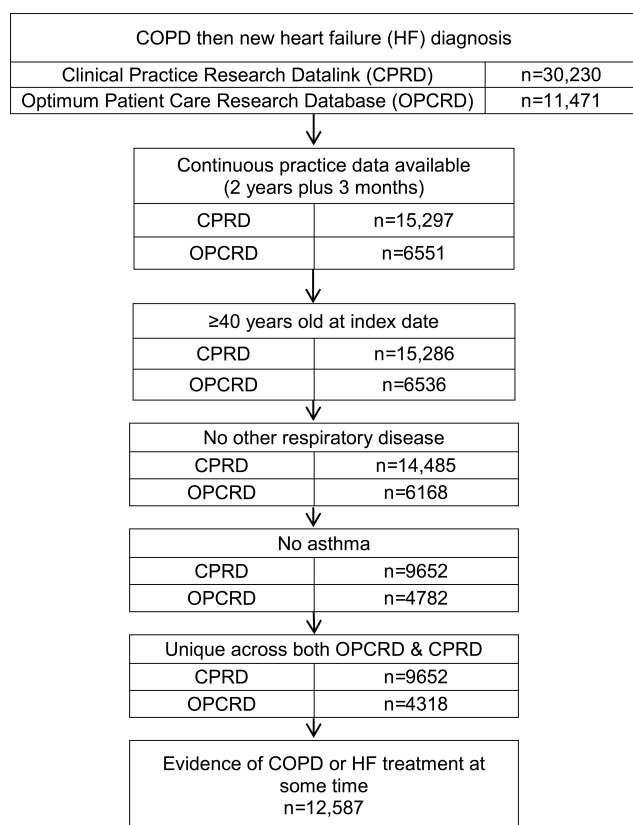 COPD then new heart failure (HF) diagnosis
Clinical Practice Research Datalink (CPRD) n=30,230
Optimum Patient Care Research Database (OPCRD) n=11,471
Continuous practice data available
(2 years plus 3 months)
CPRD n=15,297
OPCRD n=6551
≥40 years old at index date
CPRD n=15,286
OPCRD n=6536
No other respiratory disease
CPRD n=14,485
OPCRD n=6168
No asthma
CPRD n=9652
OPCRD n=4782
Unique across both OPCRD & CPRD
CPRD n=9652
OPCRD n=4318
Evidence of COPD or HF treatment at
some time
n=12,587